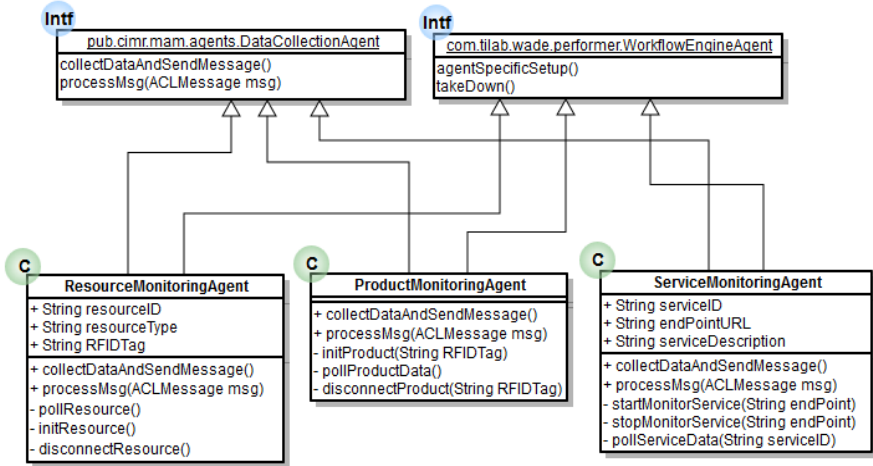 Intf
pub.cimr.mam.agents.DataCollectionAgent
collectDataAndSendMessage()
processMsg(ACLMessage msg)
Intf
com.tilab.wade.performer.WorkflowEngineAgent
agentSpecificSetup()
takeDown()
C
ResourceMonitoringAgent
+ String resourceID
+ String resourceType
+ String RFIDTag
+ collectDataAndSendMessage()
+ processMsg(ACLMessage msg)
- pollResource()
- initResource()
- disconnectResource()
C
ProductMonitoringAgent
+ collectDataAndSendMessage()
+ processMsg(ACLMessage msg)
- initProduct(String RFIDTag)
- pollProductData()
- disconnectProduct(String RFIDTag)
C
ServiceMonitoringAgent
+ String serviceID
+ String endPointURL
+ String serviceDescription
+ collectDataAndSendMessage()
+ processMsg(ACLMessage msg)
- startMonitorService(String endPoint)
- stopMonitorService(String endPoint)
- pollServiceData(String serviceID)